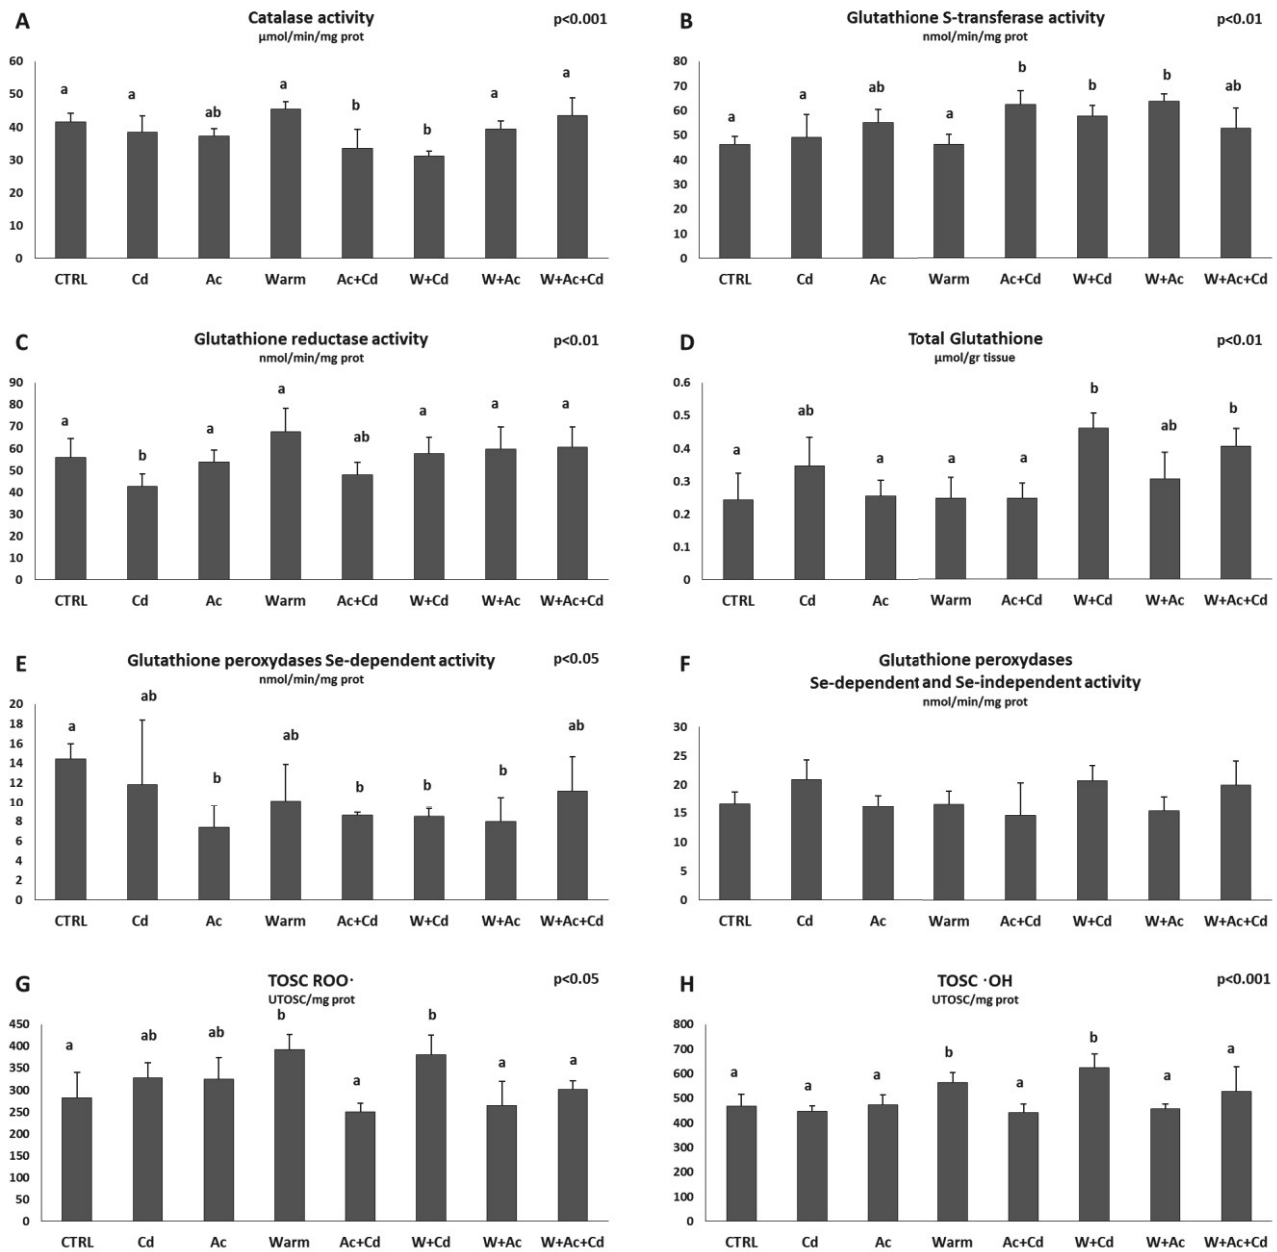 A
Catalase activity
p<0.001
μmol/min/mg prot
60
50
40
30
20
10
0
a
a
ab
a
b
b
a
a
CTRL Cd Ac Warm Ac+Cd W+Cd W+Ac W+Ac+Cd
B
Glutathione S-transferase activity
p<0.01
nmol/min/mg prot
80
70
60
50
40
30
20
10
0
a
a
ab
a
b
b
b
ab
CTRL Cd Ac Warm Ac+Cd W+Cd W+Ac W+Ac+Cd
C
Glutathione reductase activity
p<0.01
nmol/min/mg prot
90
80
70
60
50
40
30
20
10
0
a
b
a
a
ab
a
a
a
CTRL Cd Ac Warm Ac+Cd W+Cd W+Ac W+Ac+Cd
D
Total Glutathione
p<0.01
μmol/gr tissue
0.6
0.5
0.4
0.3
0.2
0.1
0
a
ab
a
a
a
b
ab
b
CTRL Cd Ac Warm Ac+Cd W+Cd W+Ac W+Ac+Cd
E
Glutathione peroxydases Se-dependent activity
p<0.05
nmol/min/mg prot
20
18
16
14
12
10
8
6
4
2
0
a
ab
b
ab
b
b
b
ab
CTRL Cd Ac Warm Ac+Cd W+Cd W+Ac W+Ac+Cd
F
Glutathione peroxydases
Se-dependent and Se-independent activity
nmol/min/mg prot
30
25
20
15
10
5
0
CTRL Cd Ac Warm Ac+Cd W+Cd W+Ac W+Ac+Cd
G
TOSC ROO·
p<0.05
UTOSC/mg prot
450
400
350
300
250
200
150
100
50
0
a
ab
ab
b
a
b
a
a
CTRL Cd Ac Warm Ac+Cd W+Cd W+Ac W+Ac+Cd
H
TOSC ·OH
p<0.001
UTOSC/mg prot
800
700
600
500
400
300
200
100
0
a
a
a
b
a
b
a
a
CTRL Cd Ac Warm Ac+Cd W+Cd W+Ac W+Ac+Cd